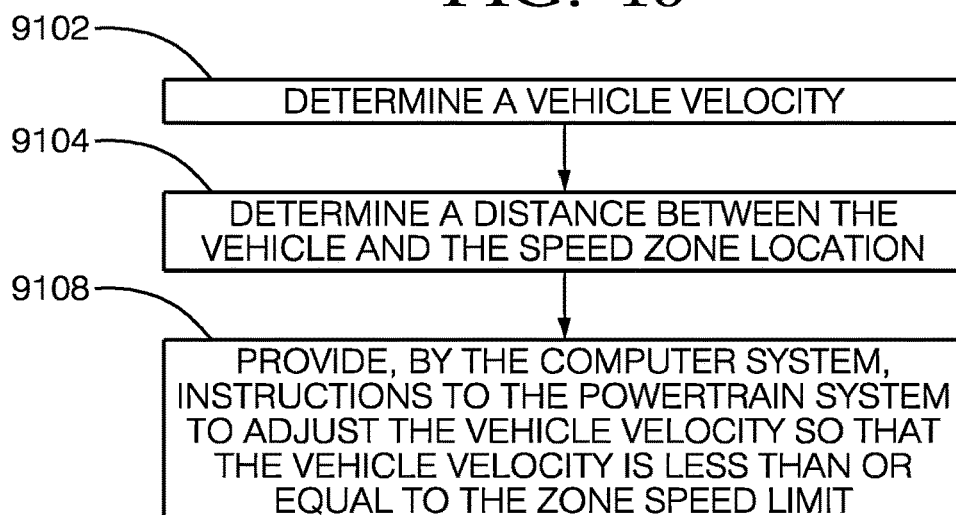 9102
DETERMINE A VEHICLE VELOCITY
9104
DETERMINE A DISTANCE BETWEEN THE
VEHICLE AND THE SPEED ZONE LOCATION
9108
PROVIDE, BY THE COMPUTER SYSTEM,
INSTRUCTIONS TO THE POWERTRAIN SYSTEM
TO ADJUST THE VEHICLE VELOCITY SO THAT
THE VEHICLE VELOCITY IS LESS THAN OR
EQUAL TO THE ZONE SPEED LIMIT